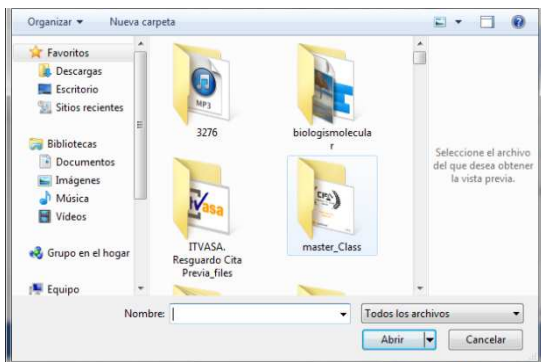 Organizar
Nueva carpeta
Favoritos
Descargas
Escritorio
Sitios recientes
Bibliotecas
Documentos
Imágenes
Música
Vídeos
Grupo en el hogar
Equipo
MP3
3276
biologismolecula
r
itvasa
ITVASA.
Resguardo Cita
Previa_files
CFA
master_Class
Seleccione el archivo
del que desea obtener
la vista previa.
Nombre:
Todos los archivos
Abrir
Cancelar